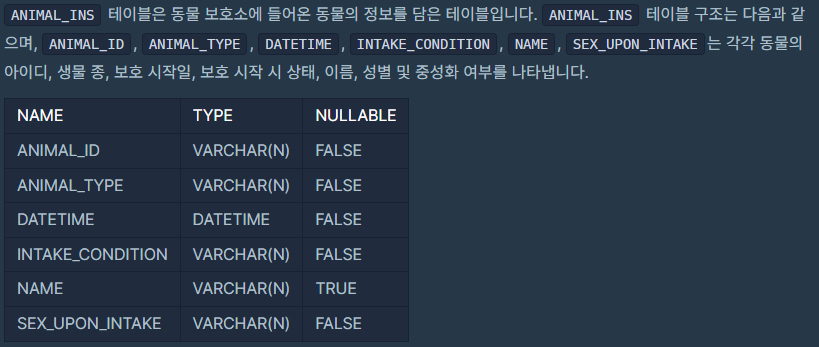 ANIMAL_INS 테이블은 동물 보호소에 들어온 동물의 정보를 담은 테이블입니다. ANIMAL_INS 테이블 구조는 다음과 같
으며, ANIMAL_ID , ANIMAL_TYPE , DATETIME , INTAKE_CONDITION , NAME , SEX_UPON_INTAKE 는 각각 동물의
아이디, 생물 종, 보호 시작일, 보호 시작 시 상태, 이름, 성별 및 중성화 여부를 나타냅니다.
NAME TYPE NULLABLE
ANIMAL_ID VARCHAR(N) FALSE
ANIMAL_TYPE VARCHAR(N) FALSE
DATETIME DATETIME FALSE
INTAKE_CONDITION VARCHAR(N) FALSE
NAME VARCHAR(N) TRUE
SEX_UPON_INTAKE VARCHAR(N) FALSE